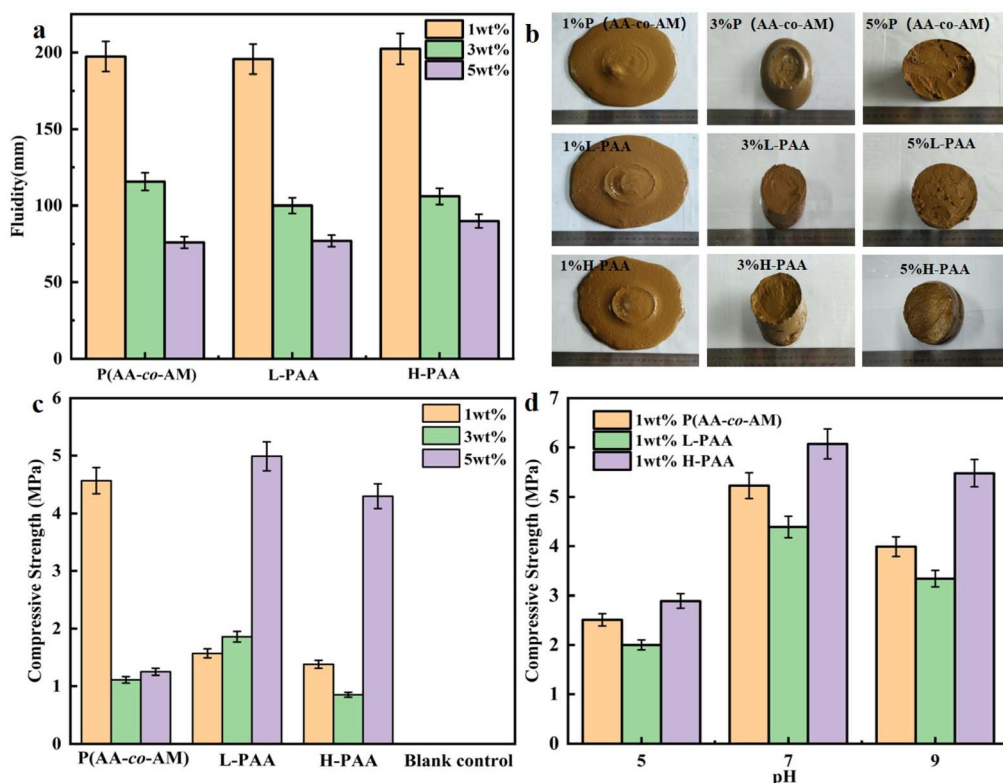 a
1wt%
3wt%
5wt%
200
150
100
50
0
Fluidity(mm)
P(AA-co-AM)
L-PAA
H-PAA
b
1%P（AA-co-AM)
3%P（AA-co-AM)
5%P（AA-co-AM)
1%L-PAA
3%L-PAA
5%L-PAA
1%H-PAA
3%H-PAA
5%H-PAA
c
1wt%
3wt%
5wt%
6
5
4
3
2
1
0
Compressive Strength (MPa)
P(AA-co-AM)
L-PAA
H-PAA
Blank control
d
1wt% P(AA-co-AM)
1wt% L-PAA
1wt% H-PAA
7
6
5
4
3
2
1
0
Compressive Strength (MPa)
5
7
9
pH